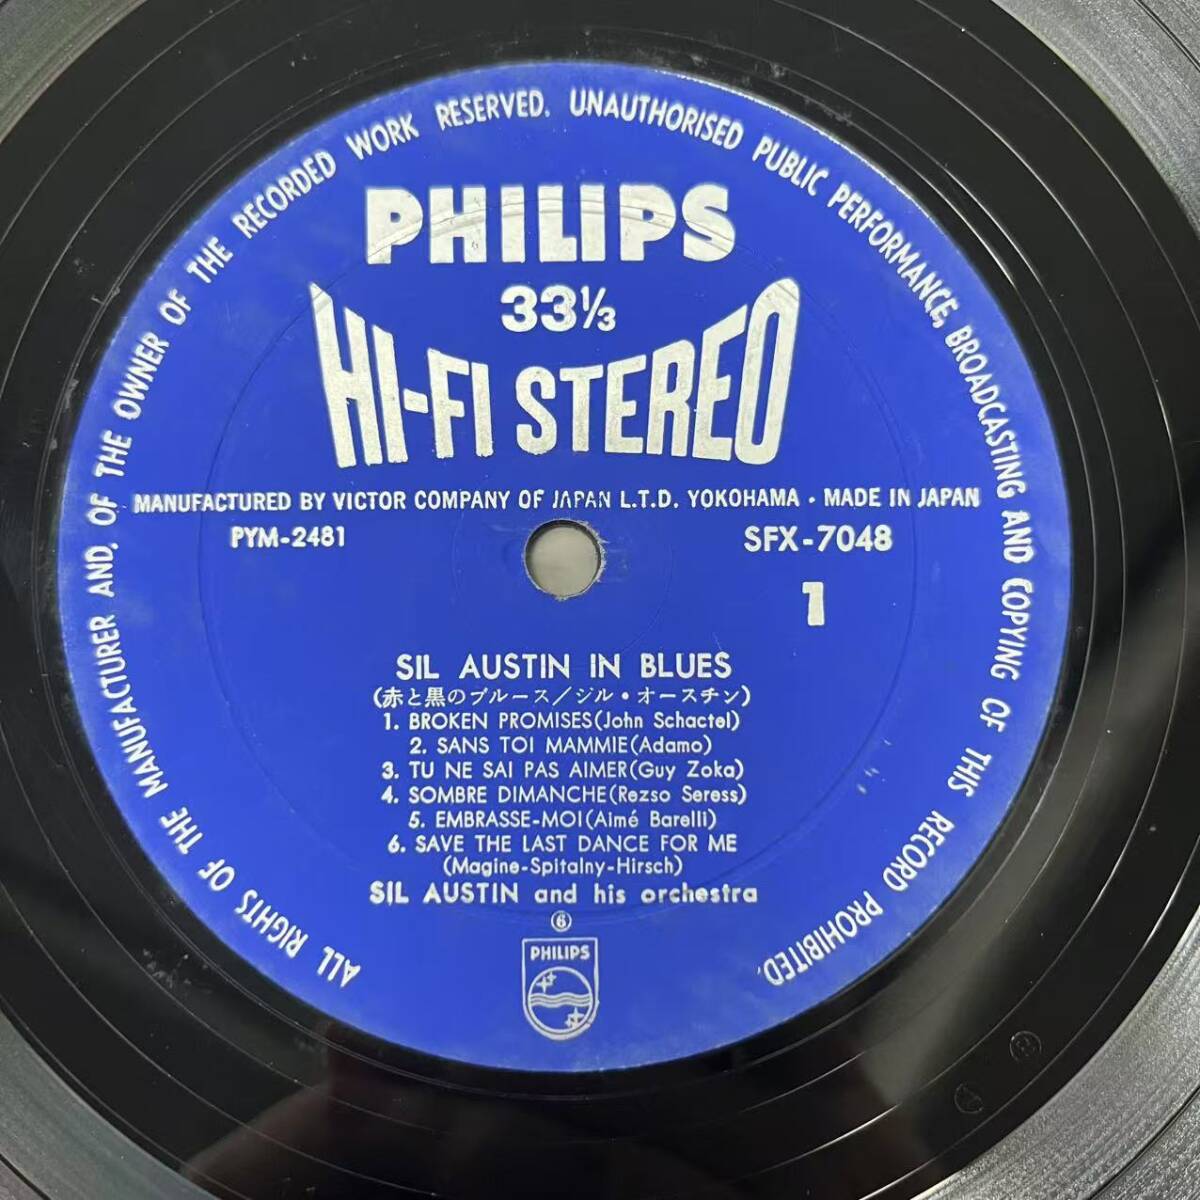 ALL RIGHTS OF THE MANUFACTURER AND, OF THE OWNER OF THE RECORDED WORK RESERVED. UNAUTHORISED PUBLIC PERFORMANCE, BROADCASTING AND COPYING OF THIS RECORD PROHIBITED.
PHILIPS
33⅓
HI-FI STEREO
MANUFACTURED BY VICTOR COMPANY OF JAPAN L.T.D. YOKOHAMA • MADE IN JAPAN
PYM-2481
SFX-7048
1
SIL AUSTIN IN BLUES
(赤と黒のブルース/ジル・オースチン)
1. BROKEN PROMISES(John Schactel)
2. SANS TOI MAMMIE(Adamo)
3. TU NE SAI PAS AIMER(Guy Zoka)
4. SOMBRE DIMANCHE(Rezso Seress)
5. EMBRASSE-MOI(Aimé Barelli)
6. SAVE THE LAST DANCE FOR ME
(Magine-Spitalny-Hirsch)
SIL AUSTIN and his orchestra
⑥
PHILIPS